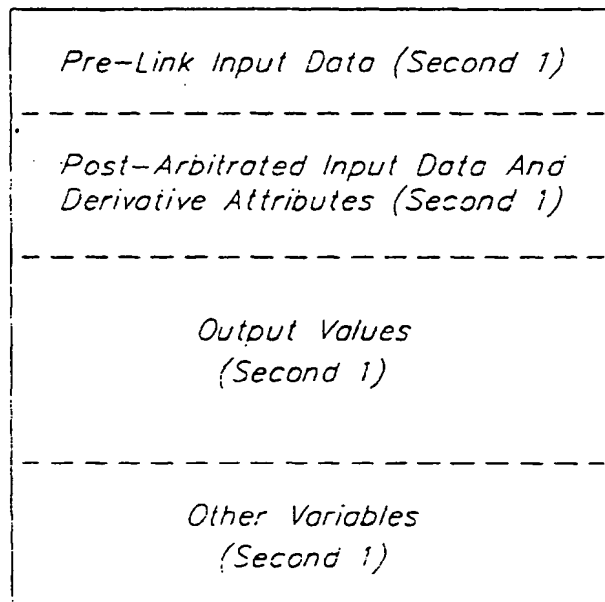 Pre-Link Input Data (Second 1)
Post-Arbitrated Input Data And
Derivative Attributes (Second 1)
Output Values
(Second 1)
Other Variables
(Second 1)